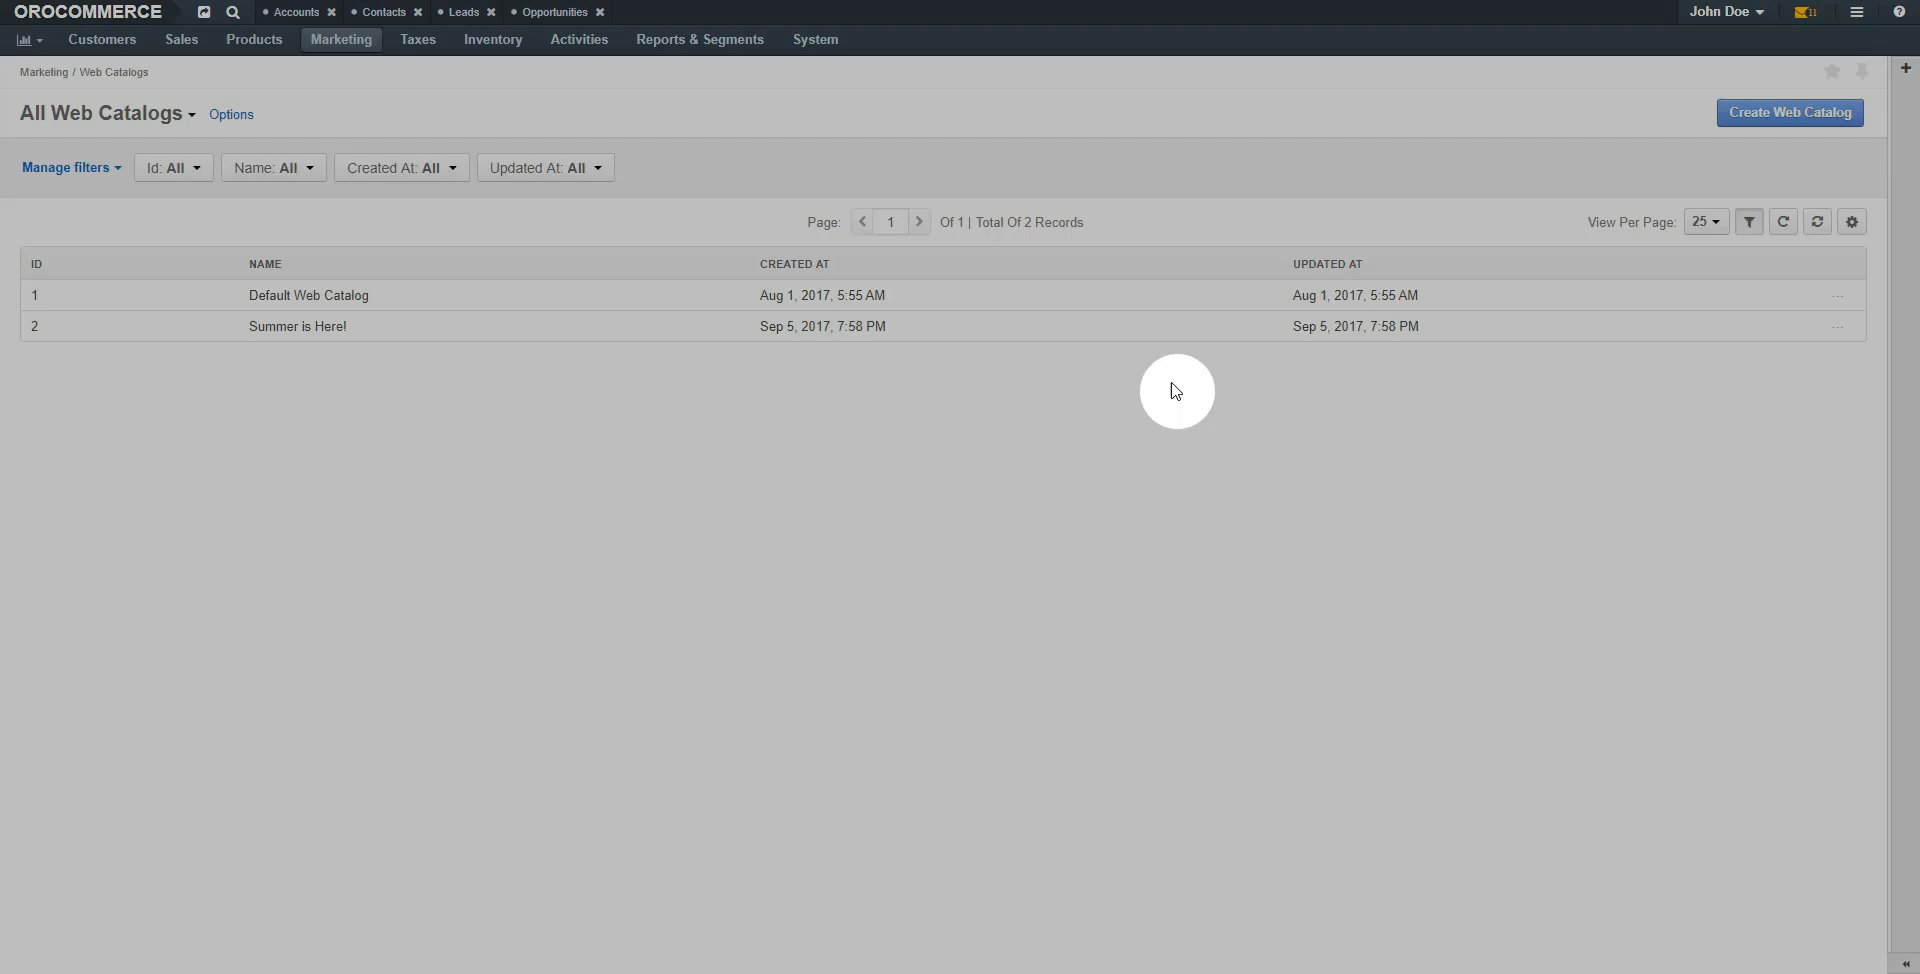 OROCOMMERCE Accounts Contacts Leads Opportunities John Doe 11
Customers Sales Products Marketing Taxes Inventory Activities Reports & Segments System
Marketing / Web Catalogs
All Web Catalogs Options Create Web Catalog
Manage filters Id: All Name: All Created At: All Updated At: All
Page: 1 Of 1 | Total Of 2 Records View Per Page: 25
ID NAME CREATED AT UPDATED AT
1 Default Web Catalog Aug 1, 2017, 5:55 AM Aug 1, 2017, 5:55 AM ...
2 Summer is Here! Sep 5, 2017, 7:58 PM Sep 5, 2017, 7:58 PM ...